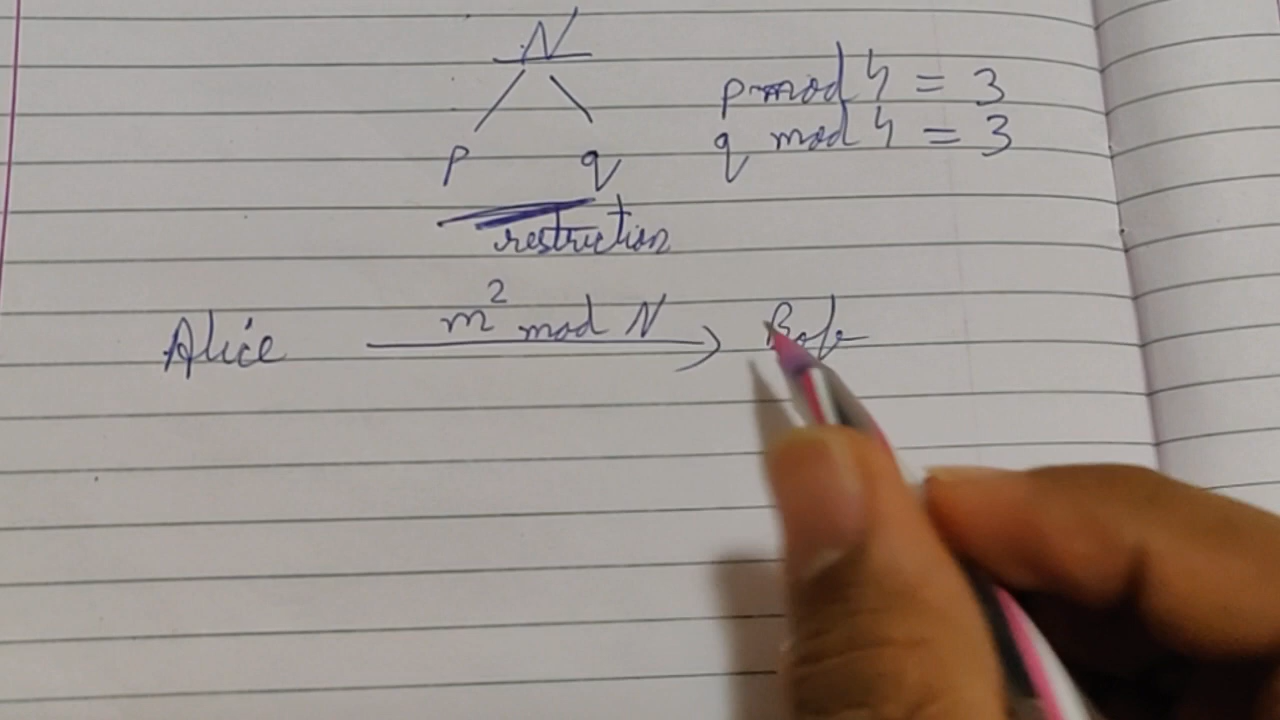 N
p mod 4 = 3
p q q mod 4 = 3
restriction
Alice m² mod N Bob